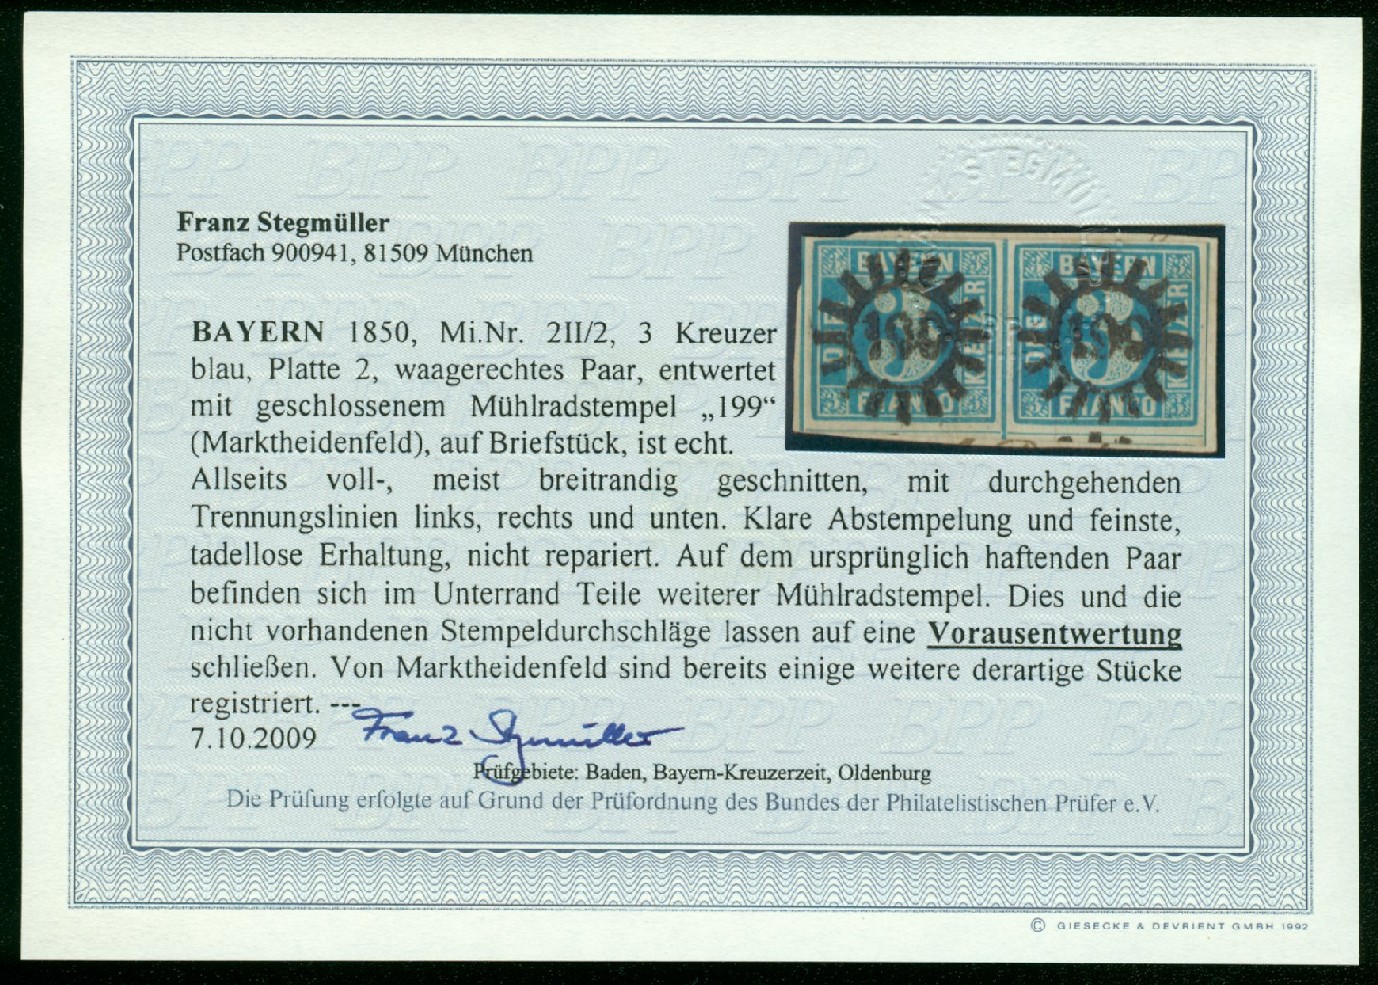 Franz Stegmüller
Postfach 900941, 81509 München
BAYERN 1850, Mi.Nr. 2II/2, 3 Kreuzer
blau, Platte 2, waagerechtes Paar, entwertet
mit geschlossenem Mühlradstempel „199“
(Marktheidenfeld), auf Briefstück, ist echt.
BAYERN BAYERN
199 199
FRANCO FRANCO
Allseits voll-, meist breitrandig geschnitten, mit durchgehenden
Trennungslinien links, rechts und unten. Klare Abstempelung und feinste,
tadellose Erhaltung, nicht repariert. Auf dem ursprünglich haftenden Paar
befinden sich im Unterrand Teile weiterer Mühlradstempel. Dies und die
nicht vorhandenen Stempeldurchschläge lassen auf eine Vorausentwertung
schließen. Von Marktheidenfeld sind bereits einige weitere derartige Stücke
registriert. ---
7.10.2009 Franz Stegmüller
Prüfgebiete: Baden, Bayern-Kreuzerzeit, Oldenburg
Die Prüfung erfolgte auf Grund der Prüfordnung des Bundes der Philatelistischen Prüfer e.V.
© GIESECKE & DEVRIENT GMBH 1992